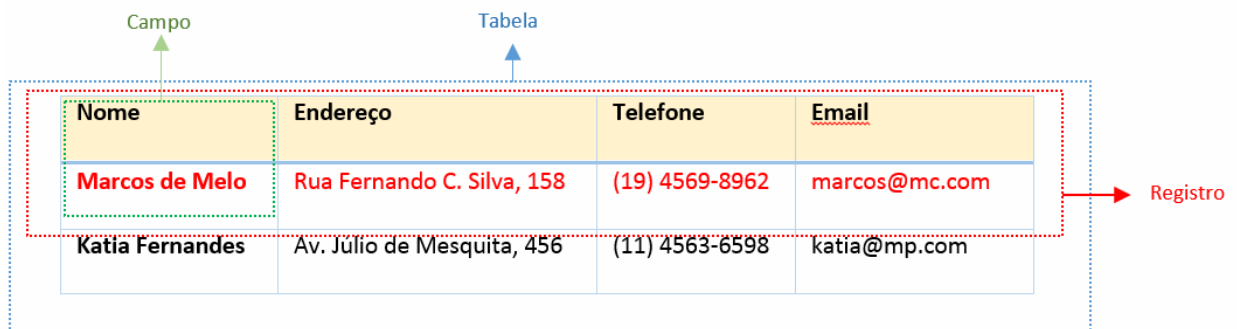 Campo Tabela
Nome Endereço Telefone Email
Marcos de Melo Rua Fernando C. Silva, 158 (19) 4569-8962 marcos@mc.com
Registro
Katia Fernandes Av. Júlio de Mesquita, 456 (11) 4563-6598 katia@mp.com